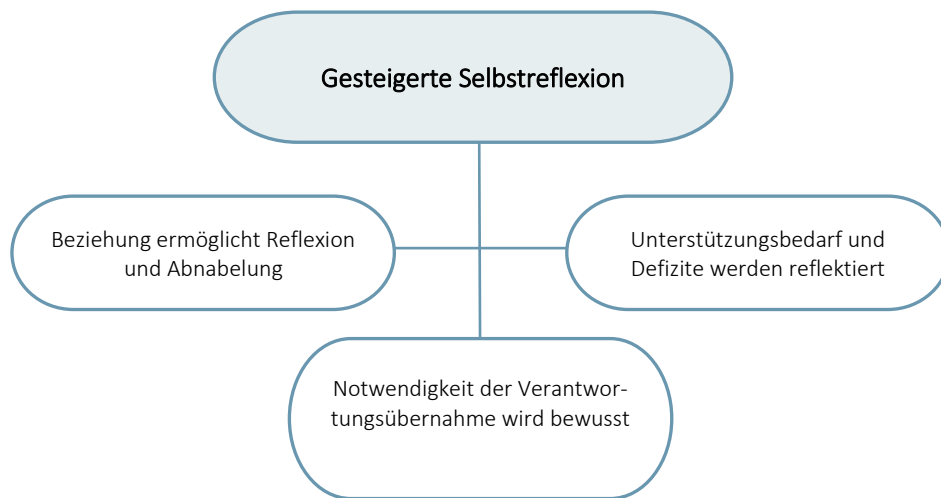 Gesteigerte Selbstreflexion
Beziehung ermöglicht Reflexion
und Abnabelung
Unterstützungsbedarf und
Defizite werden reflektiert
Notwendigkeit der Verantwor-
tungsübernahme wird bewusst